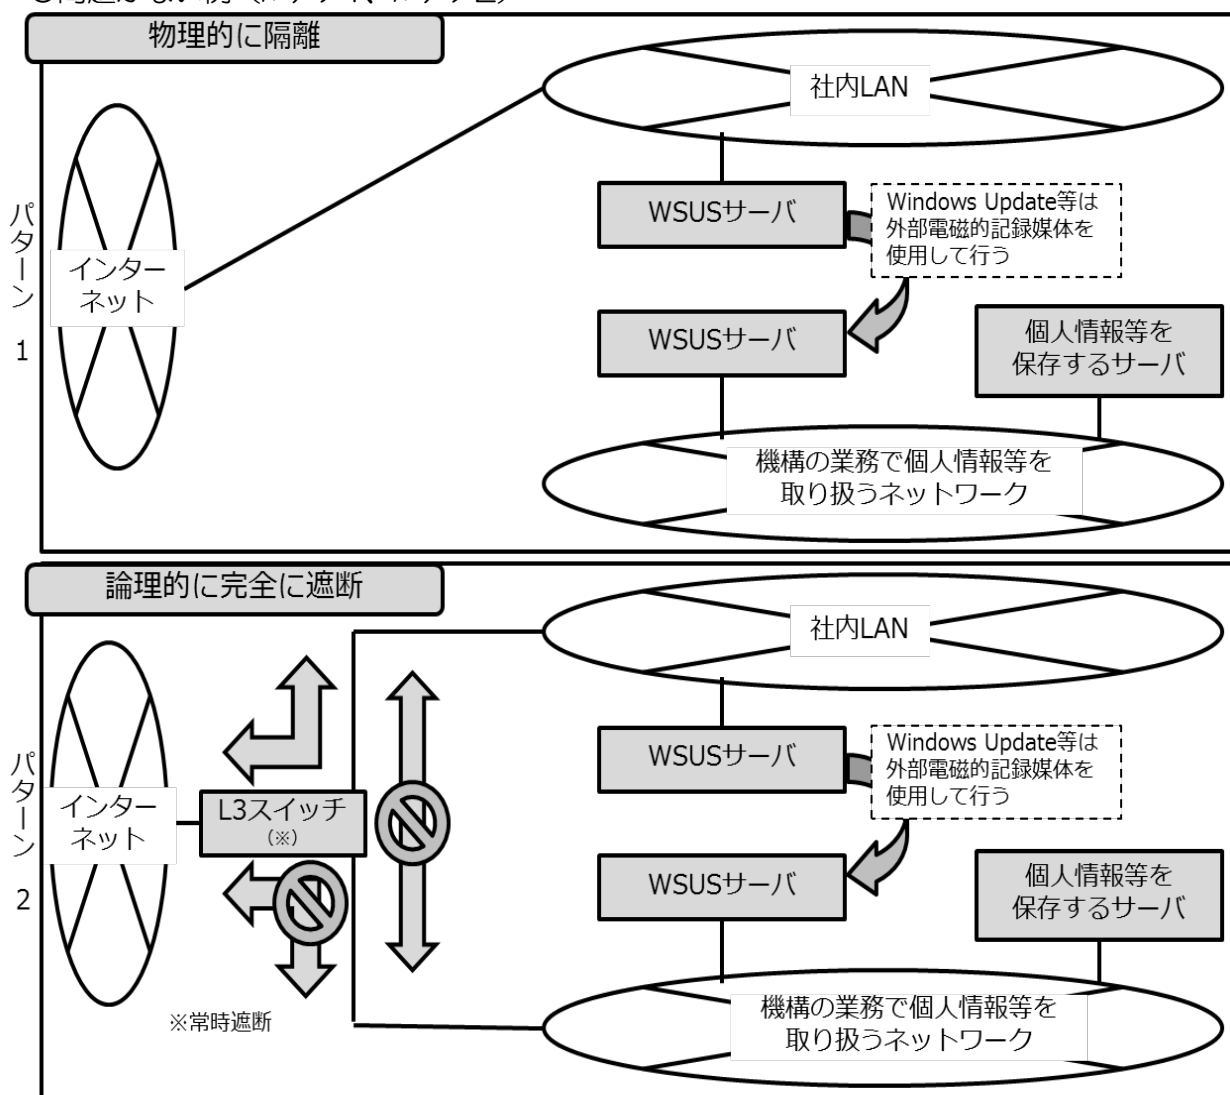 物理的に隔離
社内LAN
WSUSサーバ
Windows Update等は
外部電磁的記録媒体を
使用して行う
パターン 1
インター
ネット
WSUSサーバ
個人情報等を
保存するサーバ
機構の業務で個人情報等を
取り扱うネットワーク
論理的に完全に遮断
社内LAN
WSUSサーバ
Windows Update等は
外部電磁的記録媒体を
使用して行う
パターン 2
インター
ネット
L3スイッチ
（※）
WSUSサーバ
個人情報等を
保存するサーバ
※常時遮断
機構の業務で個人情報等を
取り扱うネットワーク